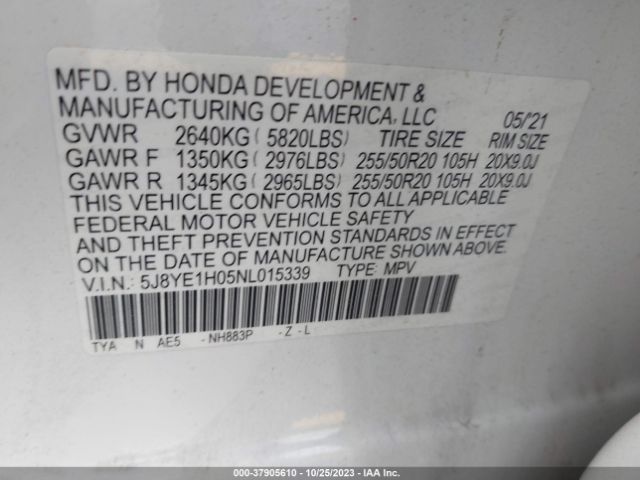 MFD. BY HONDA DEVELOPMENT &
MANUFACTURING OF AMERICA, LLC 05/'21
GVWR 2640KG ( 5820LBS) TIRE SIZE RIM SIZE
GAWR F 1350KG ( 2976LBS) 255/50R20 105H 20X9.0J
GAWR R 1345KG ( 2965LBS) 255/50R20 105H 20X9.0J
THIS VEHICLE CONFORMS TO ALL APPLICABLE
FEDERAL MOTOR VEHICLE SAFETY
AND THEFT PREVENTION STANDARDS IN EFFECT
ON THE DATE OF MANUFACTURE SHOWN ABOVE.
V.I.N.: 5J8YE1H05NL015339 TYPE: MPV
TYA N AE5 - NH883P - Z - L
000-37905610 - 10/25/2023 - IAA Inc.